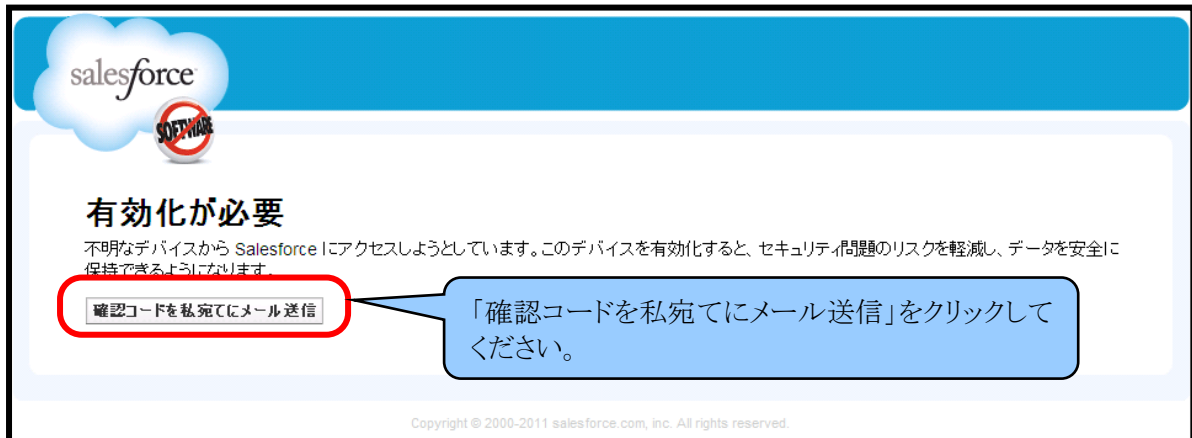 salesforce
SOFTWARE
有効化が必要
不明なデバイスから Salesforce にアクセスしようとしています。このデバイスを有効化すると、セキュリティ問題のリスクを軽減し、データを安全に
保持できるようになります。
確認コードを私宛てにメール送信
「確認コードを私宛てにメール送信」をクリックして
ください。
Copyright © 2000-2011 salesforce.com, inc. All rights reserved.